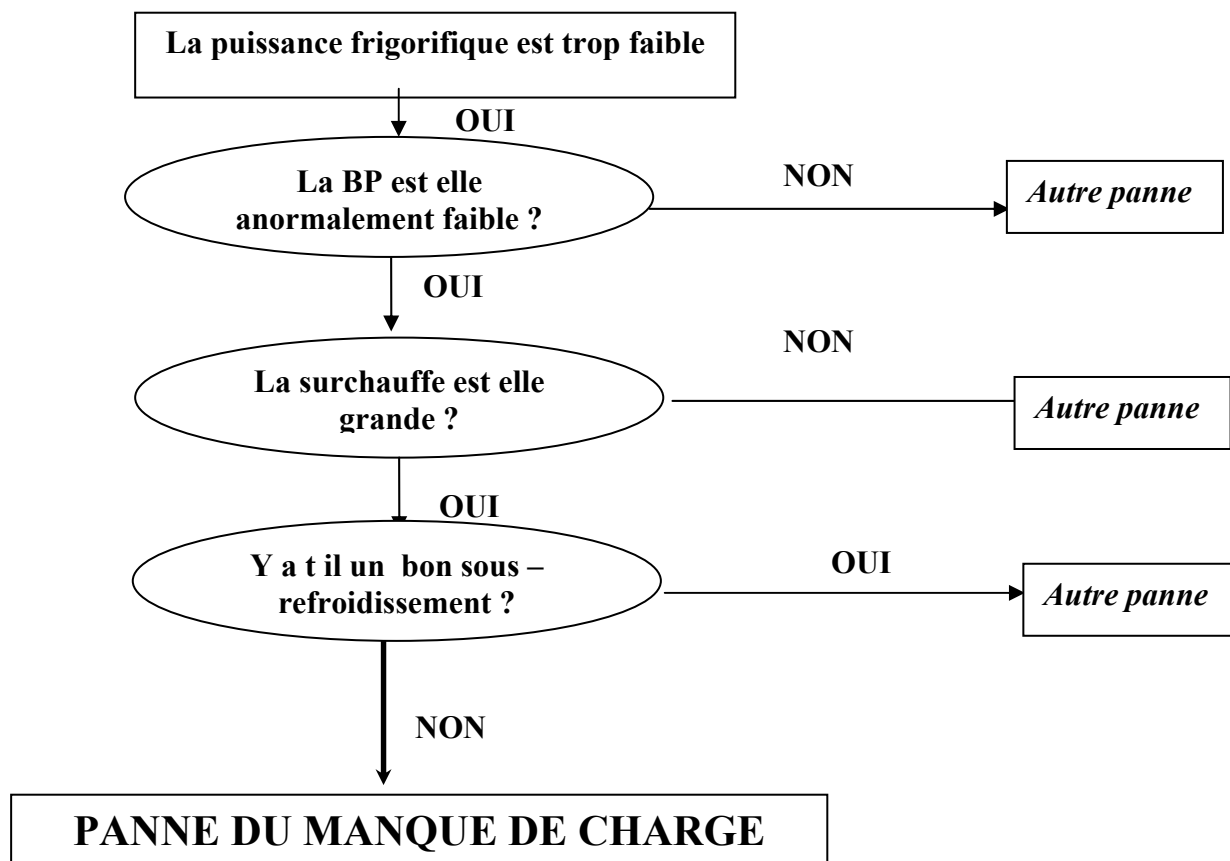 La puissance frigorifique est trop faible
OUI
La BP est elle
anormalement faible ?
NON
Autre panne
OUI
La surchauffe est elle
grande ?
NON
Autre panne
OUI
Y a t il un bon sous –
refroidissement ?
OUI
Autre panne
NON
PANNE DU MANQUE DE CHARGE